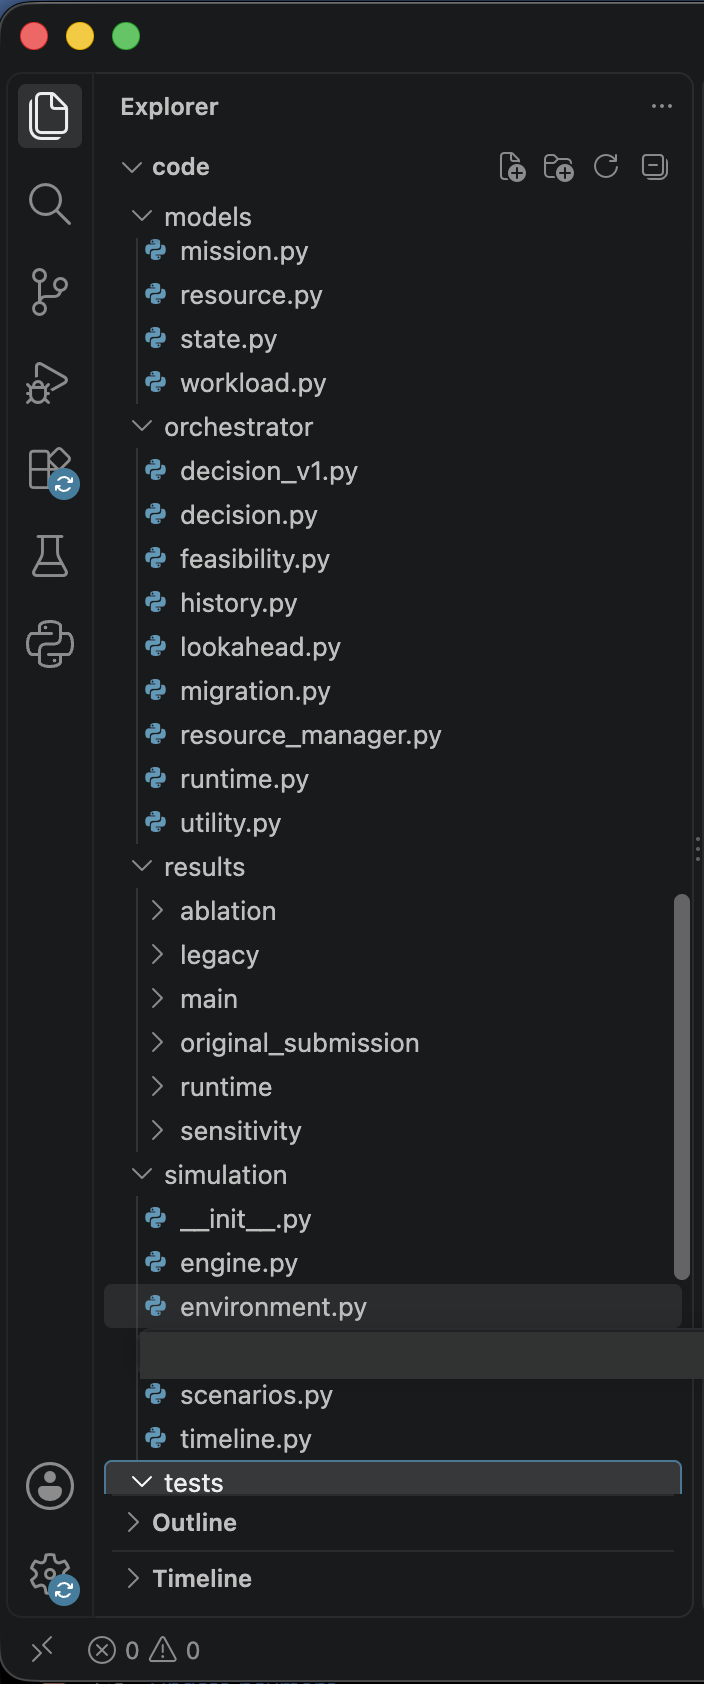 Explorer
code
models
mission.py
resource.py
state.py
workload.py
orchestrator
decision_v1.py
decision.py
feasibility.py
history.py
lookahead.py
migration.py
resource_manager.py
runtime.py
utility.py
results
ablation
legacy
main
original_submission
runtime
sensitivity
simulation
__init__.py
engine.py
environment.py
scenarios.py
timeline.py
tests
Outline
Timeline
0 0